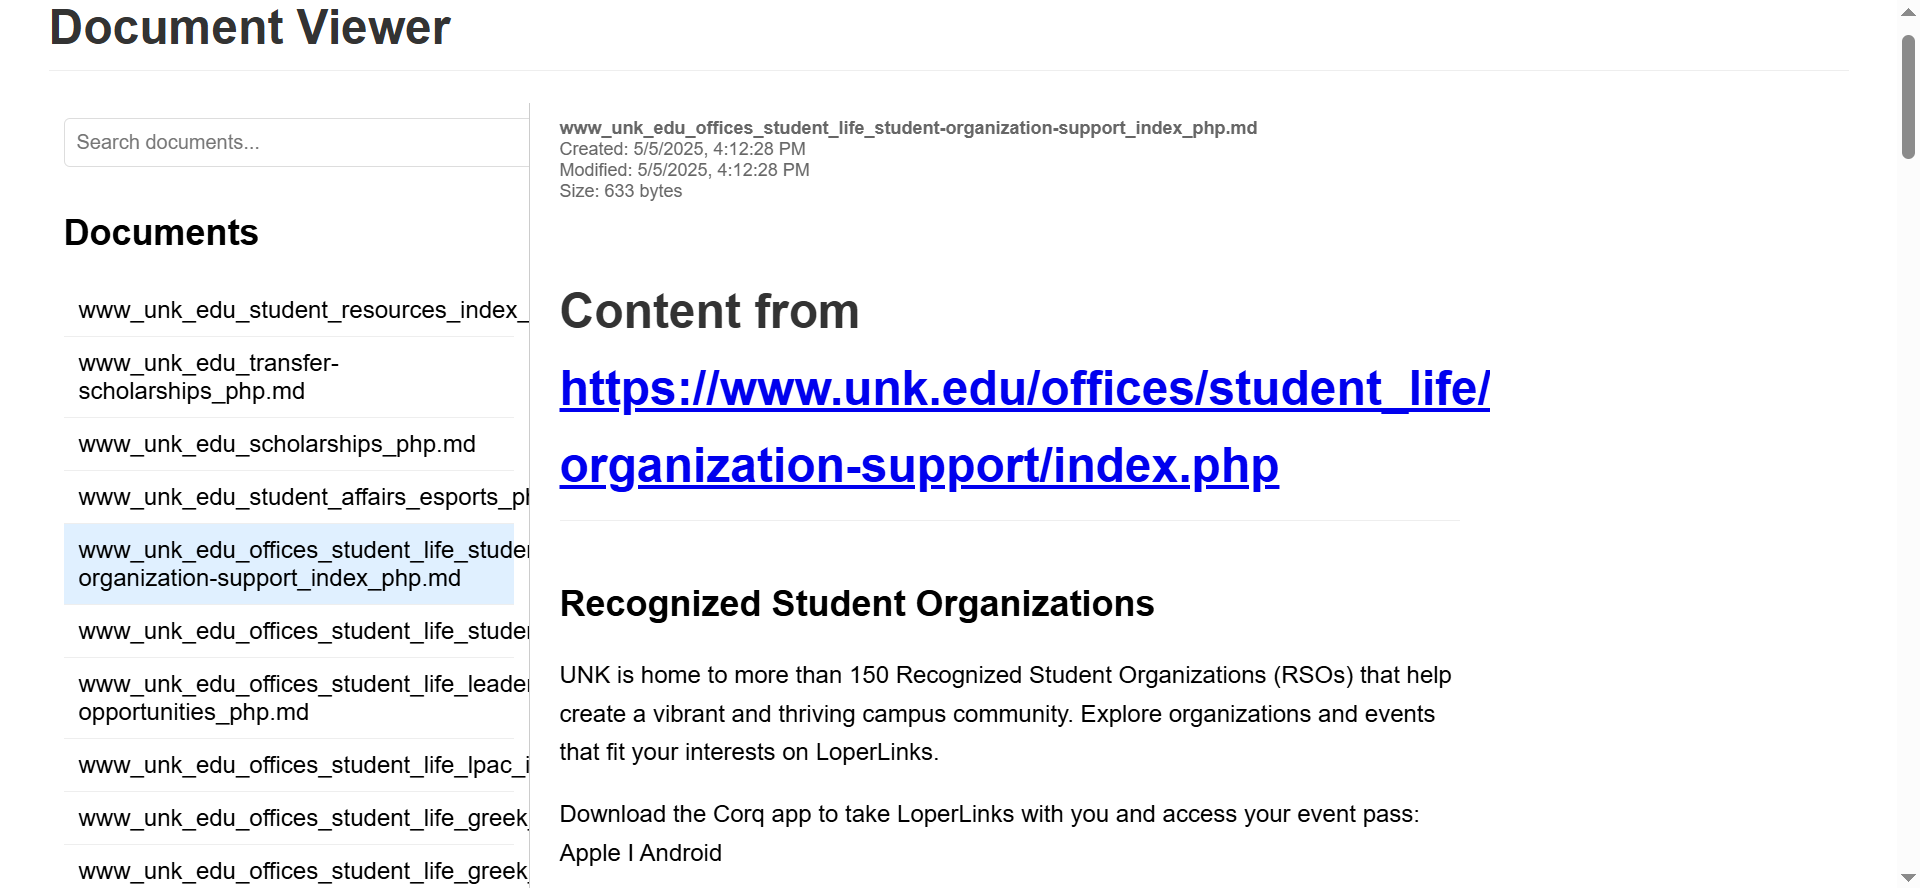 Document Viewer
Search documents...
Documents
www_unk_edu_student_resources_index_
www_unk_edu_transfer-
scholarships_php.md
www_unk_edu_scholarships_php.md
www_unk_edu_student_affairs_esports_ph
www_unk_edu_offices_student_life_studen
organization-support_index_php.md
www_unk_edu_offices_student_life_studen
www_unk_edu_offices_student_life_leader
opportunities_php.md
www_unk_edu_offices_student_life_lpac_i
www_unk_edu_offices_student_life_greek_
www_unk_edu_offices_student_life_greek_
www_unk_edu_offices_student_life_student-organization-support_index_php.md
Created: 5/5/2025, 4:12:28 PM
Modified: 5/5/2025, 4:12:28 PM
Size: 633 bytes
Content from
https://www.unk.edu/offices/student_life/
organization-support/index.php
Recognized Student Organizations
UNK is home to more than 150 Recognized Student Organizations (RSOs) that help
create a vibrant and thriving campus community. Explore organizations and events
that fit your interests on LoperLinks.
Download the Corq app to take LoperLinks with you and access your event pass:
Apple I Android